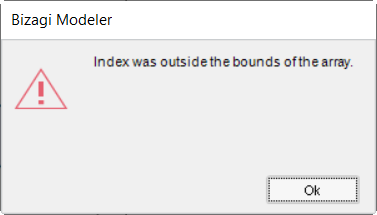 Bizagi Modeler
Index was outside the bounds of the array.
Ok